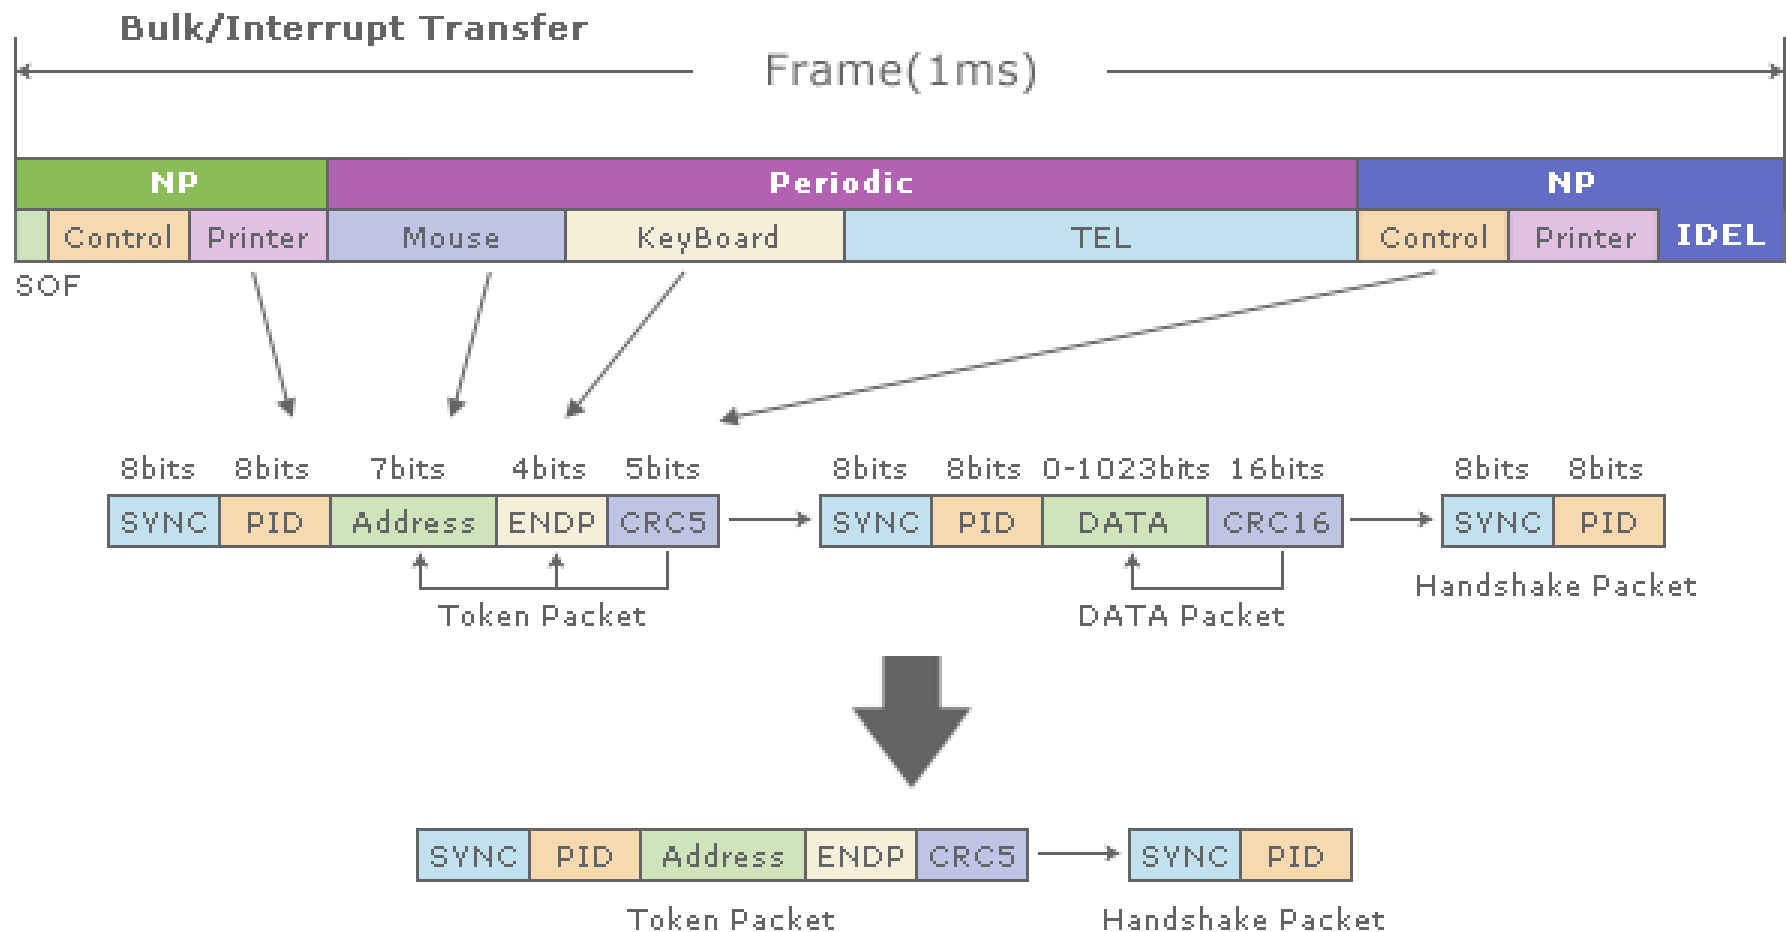 Bulk/Interrupt Transfer
Frame(1ms)
NP Periodic NP
Control Printer Mouse KeyBoard TEL Control Printer IDEL
SOF
8bits 8bits 7bits 4bits 5bits 8bits 8bits 0-1023bits 16bits 8bits 8bits
SYNC PID Address ENDP CRC5 SYNC PID DATA CRC16 SYNC PID
Handshake Packet
Token Packet DATA Packet
SYNC PID Address ENDP CRC5 SYNC PID
Token Packet Handshake Packet